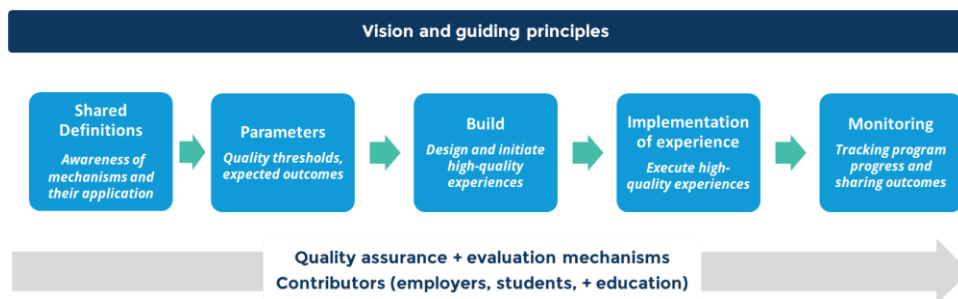 Vision and guiding principles
Shared
Definitions
Awareness of
mechanisms and
their application
Parameters
Quality thresholds,
expected outcomes
Build
Design and initiate
high-quality
experiences
Implementation
of experience
Execute high-
quality experiences
Monitoring
Tracking program
progress and
sharing outcomes
Quality assurance + evaluation mechanisms
Contributors (employers, students, + education)